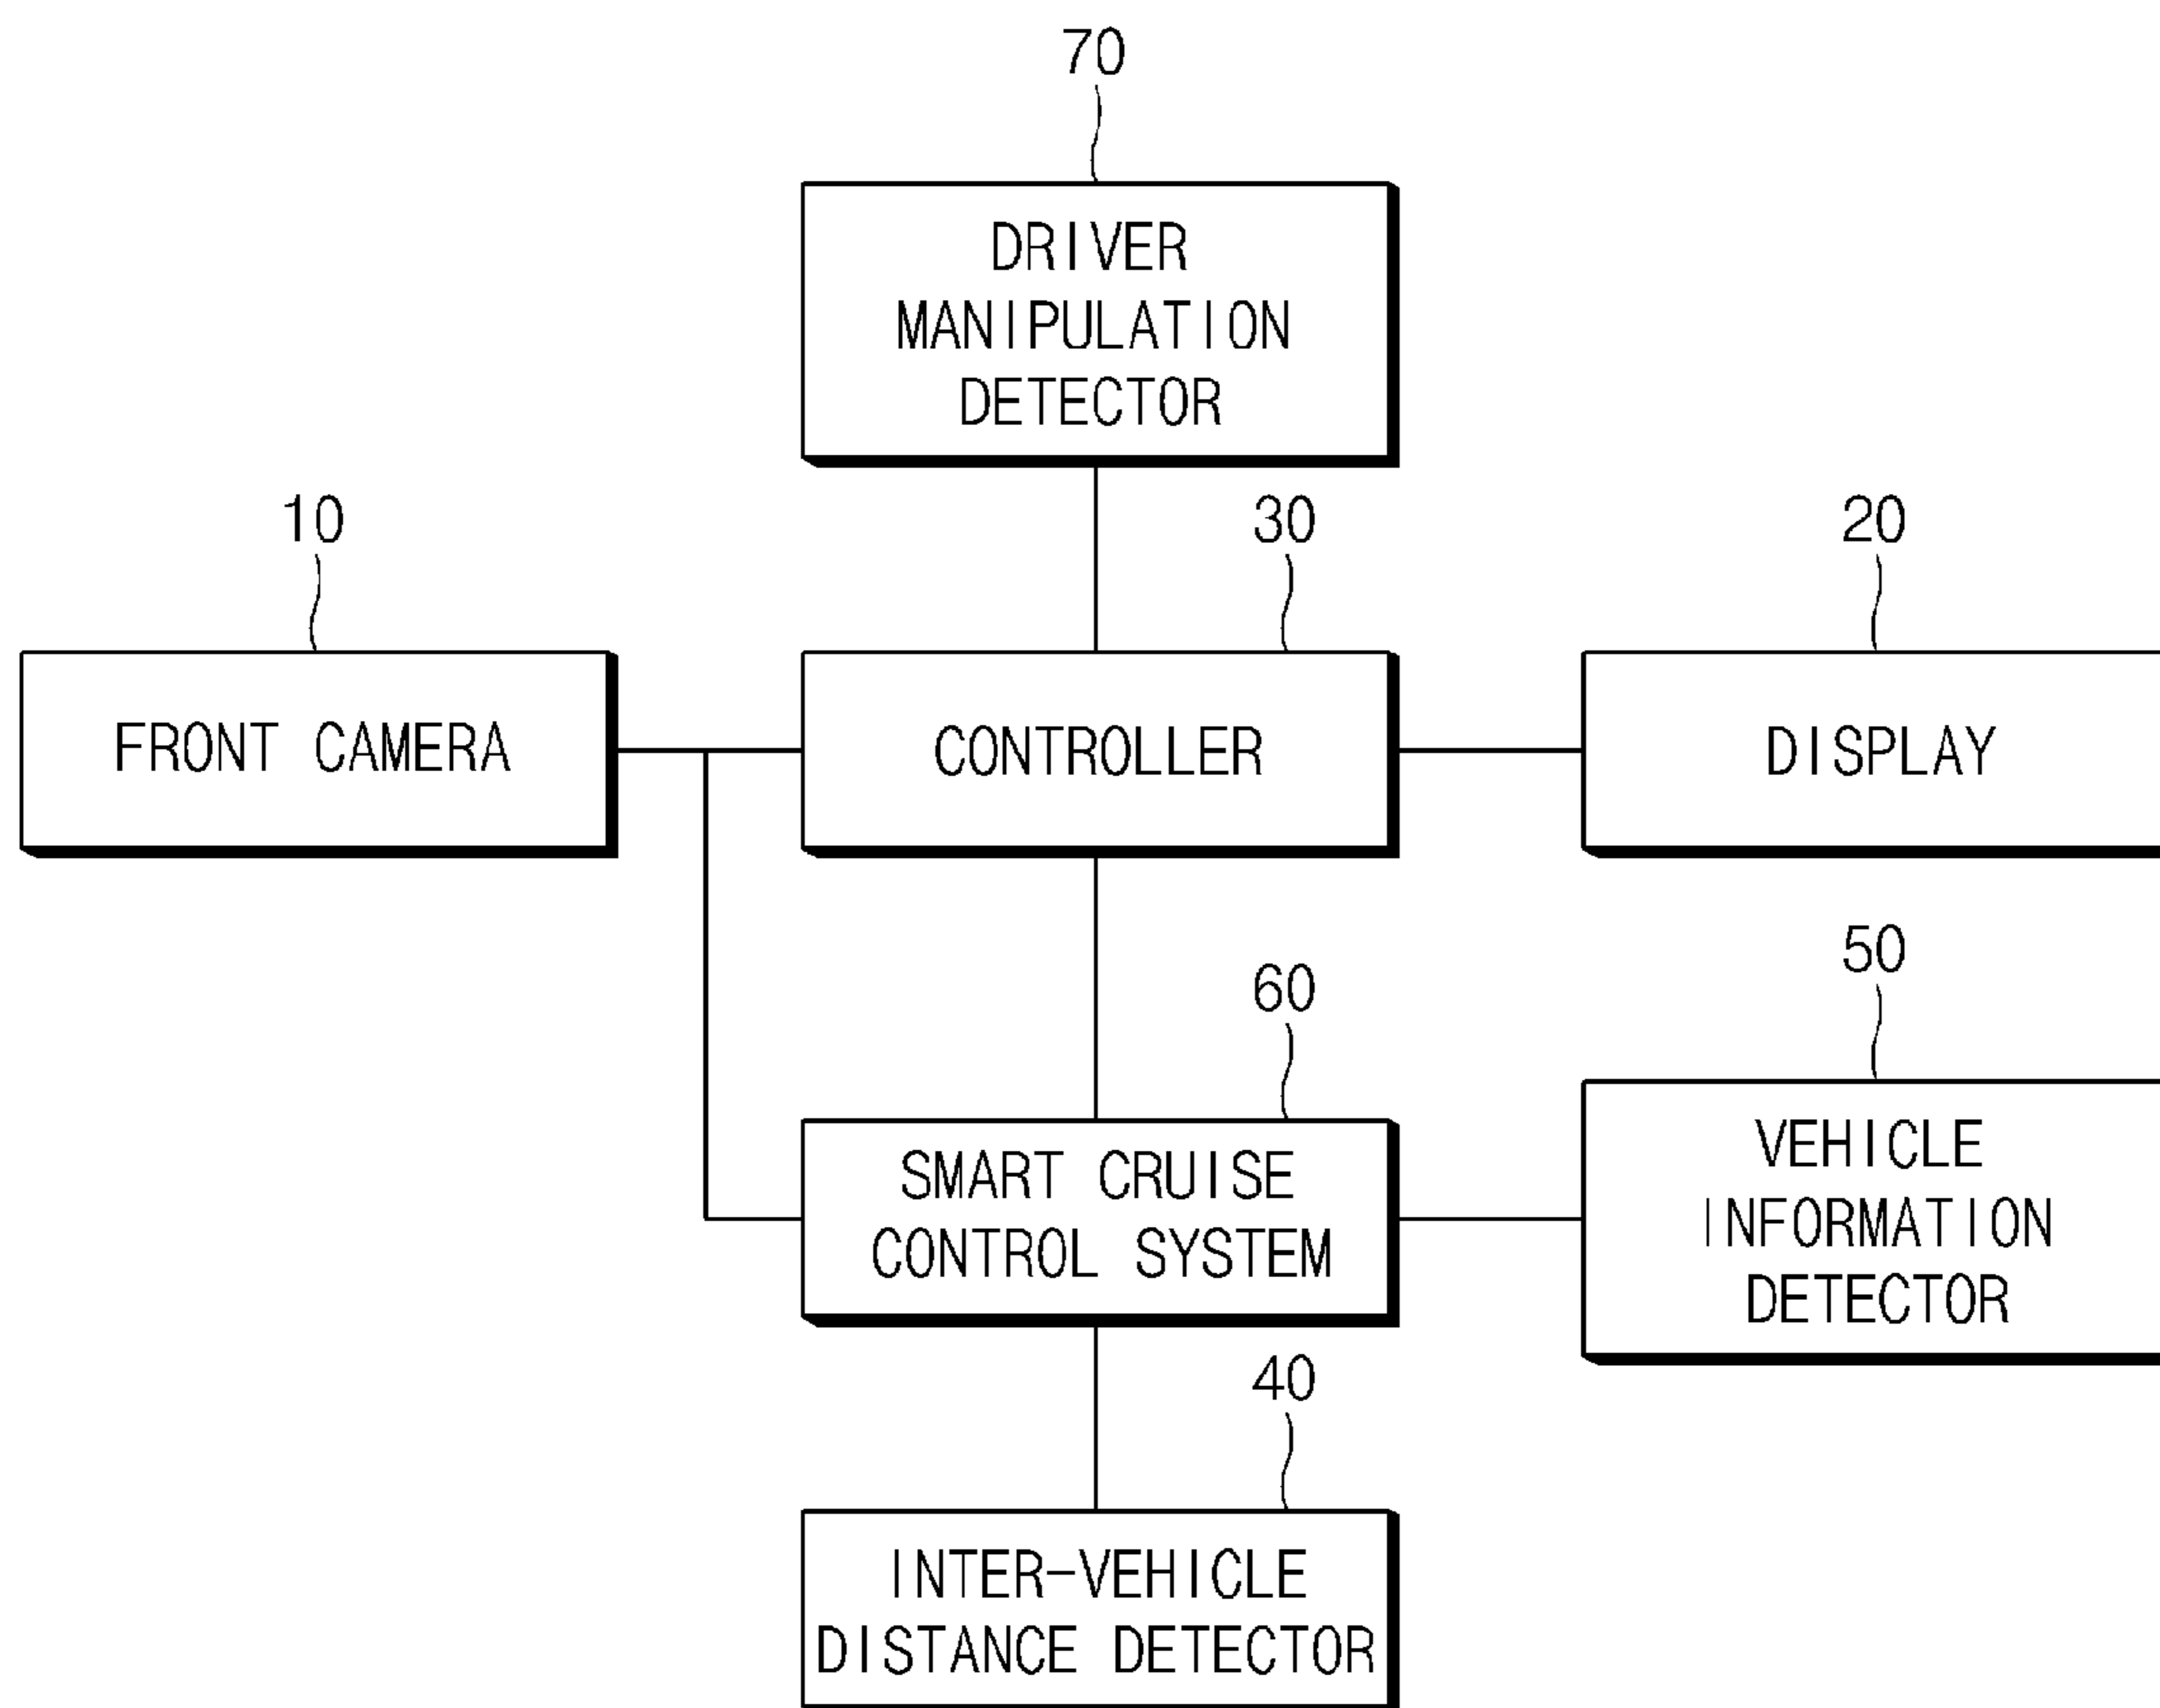 70
DRIVER
MANIPULATION
DETECTOR
10
30
20
FRONT CAMERA
CONTROLLER
DISPLAY
60
50
SMART CRUISE
CONTROL SYSTEM
VEHICLE
INFORMATION
DETECTOR
40
INTER-VEHICLE
DISTANCE DETECTOR